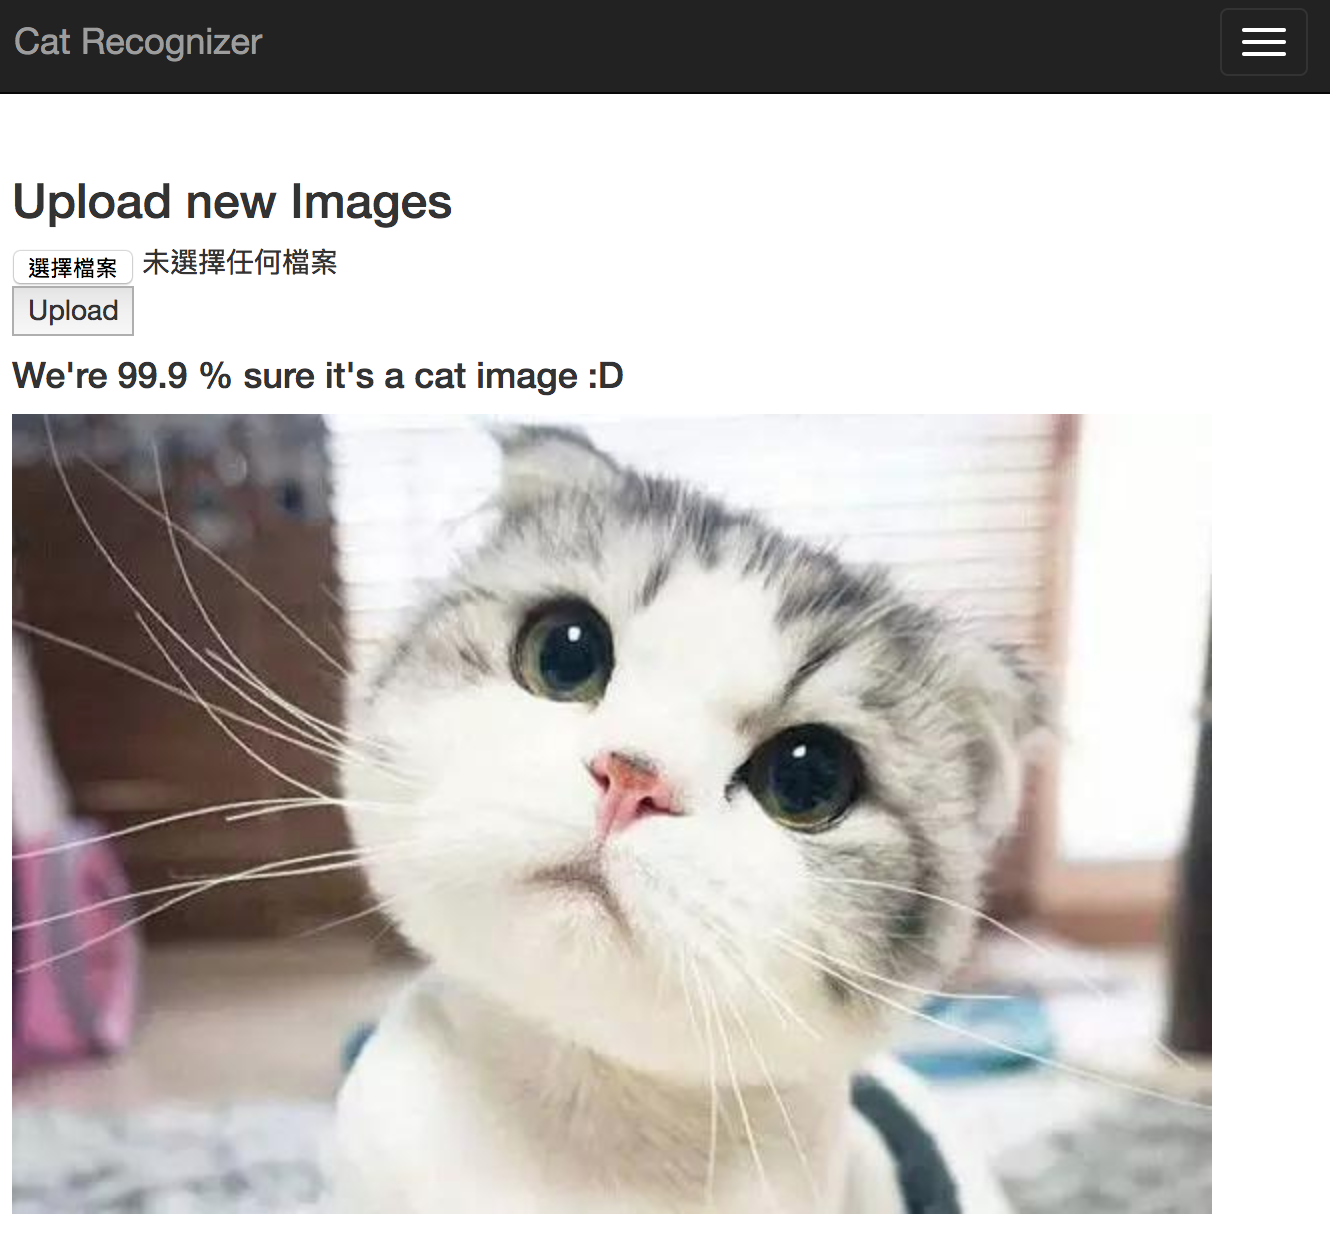 Cat Recognizer
Upload new Images
選擇檔案 未選擇任何檔案
Upload
We're 99.9 % sure it's a cat image :D